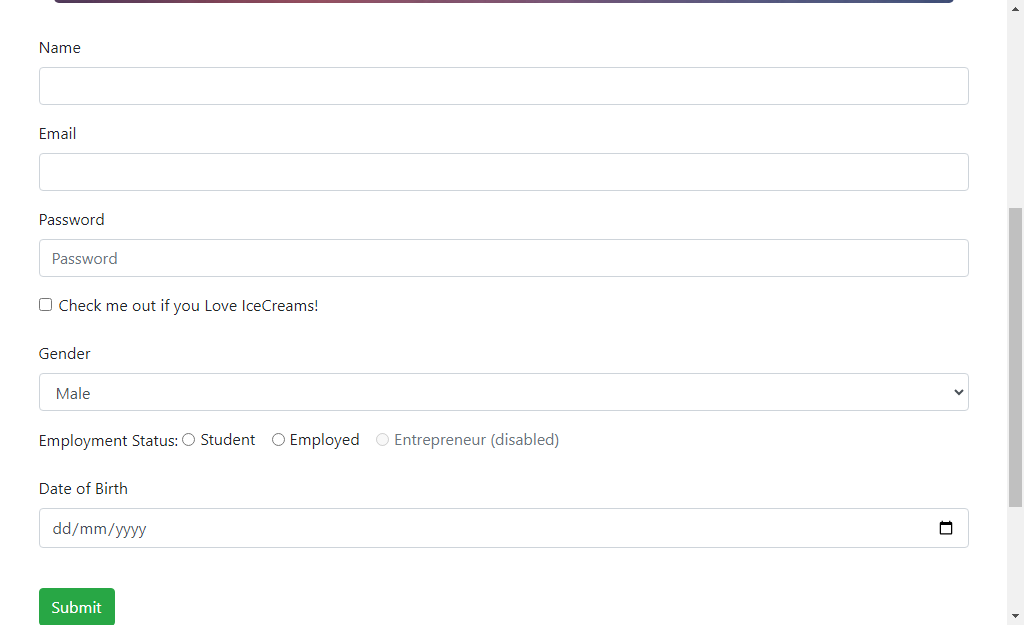 Name
Email
Password
Password
Check me out if you Love IceCreams!
Gender
Male
Employment Status: Student Employed Entrepreneur (disabled)
Date of Birth
dd/mm/yyyy
Submit